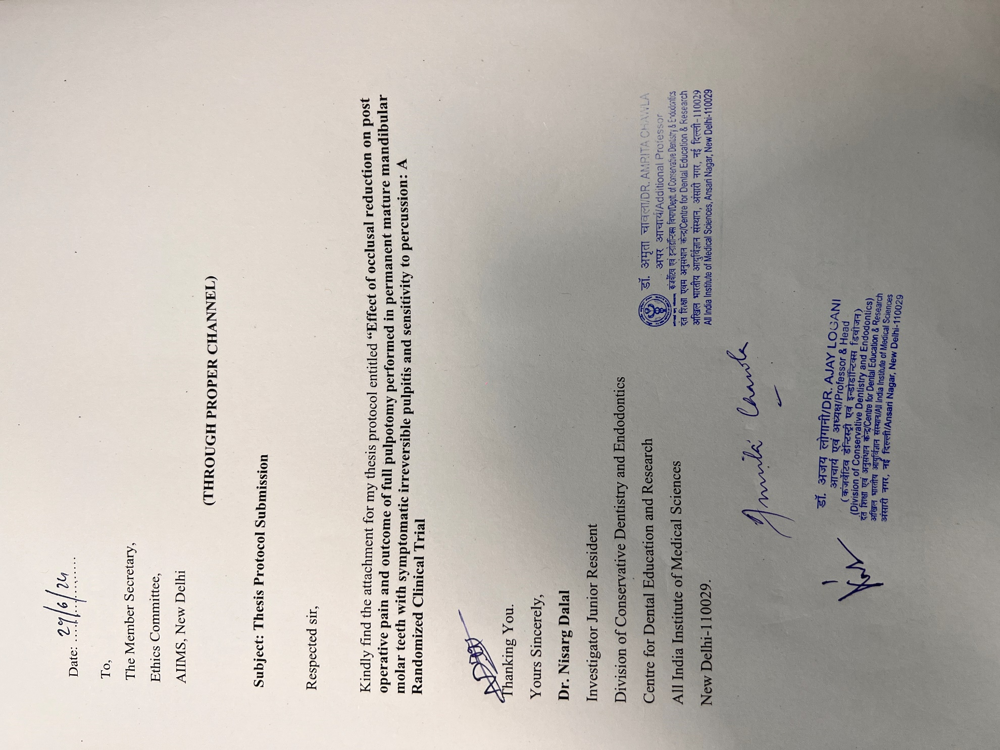 Date: 27/6/24
To,
The Member Secretary,
Ethics Committee,
AIIMS, New Delhi
(THROUGH PROPER CHANNEL)
Subject: Thesis Protocol Submission
Respected sir,
Kindly find the attachment for my thesis protocol entitled “Effect of occlusal reduction on post
operative pain and outcome of full pulpotomy performed in permanent mature mandibular
molar teeth with symptomatic irreversible pulpitis and sensitivity to percussion: A
Randomized Clinical Trial
Thanking You.
Yours Sincerely,
Dr. Nisarg Dalal
Investigator Junior Resident
Division of Conservative Dentistry and Endodontics
Centre for Dental Education and Research
All India Institute of Medical Sciences
New Delhi-110029.
डॉ. अमृता चावला/DR. AMRITA CHAWLA
अपर आचार्य/Additional Professor
कंजर्वेटिव एवं इन्डोडॉन्टिक्स विभाग/Deptt. of Conservative Dentistry & Endodontics
दंत शिक्षा एवम अनुसंधान केन्द्र/Centre for Dental Education & Research
अखिल भारतीय आयुर्विज्ञान संस्थान, अंसारी नगर, नई दिल्ली-110029
All India Institute of Medical Sciences, Ansari Nagar, New Delhi-110029
Amrita Chawla
डॉ. अजय लोगानी/DR. AJAY LOGANI
आचार्य एवं अध्यक्ष/Professor & Head
(कंजर्वेटिव डेन्टिस्ट्री एवं इन्डोडॉन्टिक्स डिवीजन)
(Division of Conservative Dentistry and Endodontics)
दंत शिक्षा एवं अनुसंधान केन्द्र/Centre for Dental Education & Research
अखिल भारतीय आयुर्विज्ञान संस्थान/All India Institute of Medical Sciences
अंसारी नगर, नई दिल्ली/Ansari Nagar, New Delhi-110029